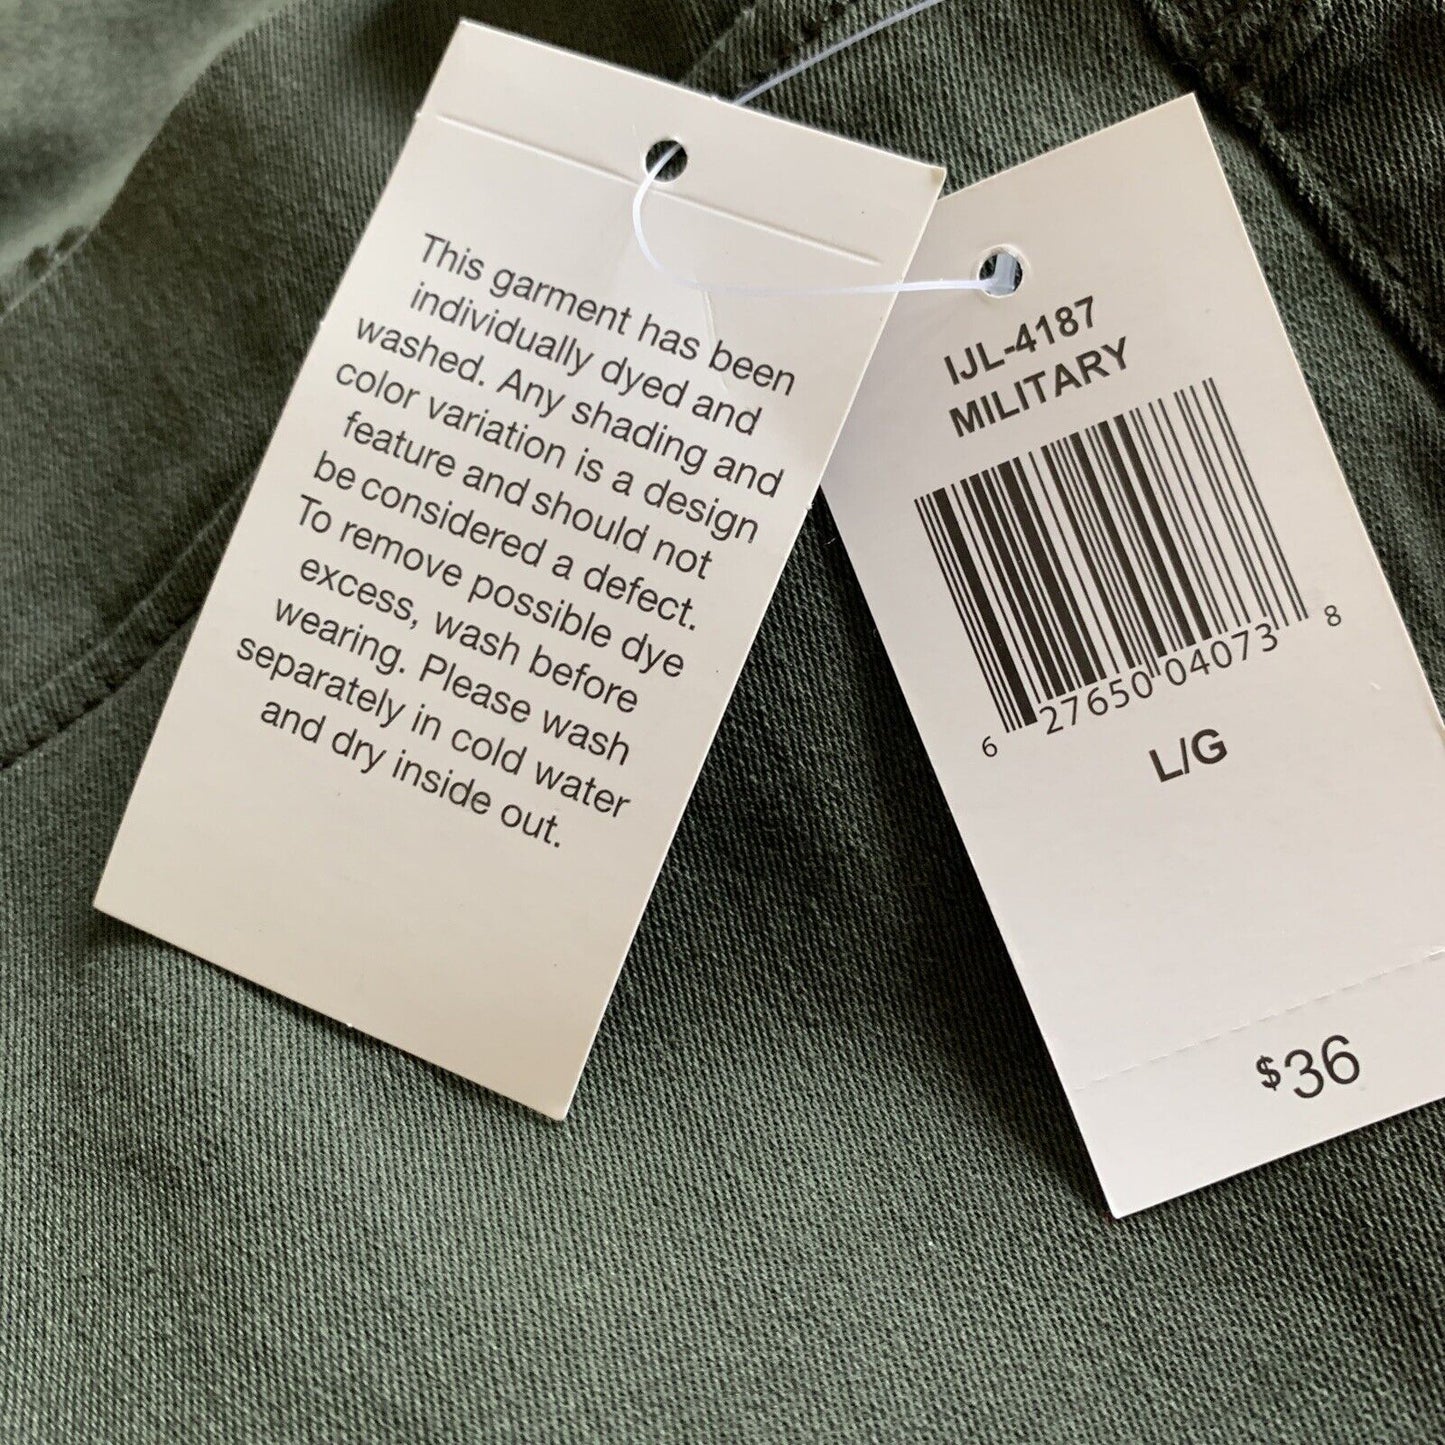 This garment has been
individually dyed and
washed. Any shading and
color variation is a design
feature and should not
be considered a defect.
To remove possible dye
excess, wash before
wearing. Please wash
separately in cold water
and dry inside out.
IJL-4187
MILITARY
6 27650 04073 8
L/G
$36